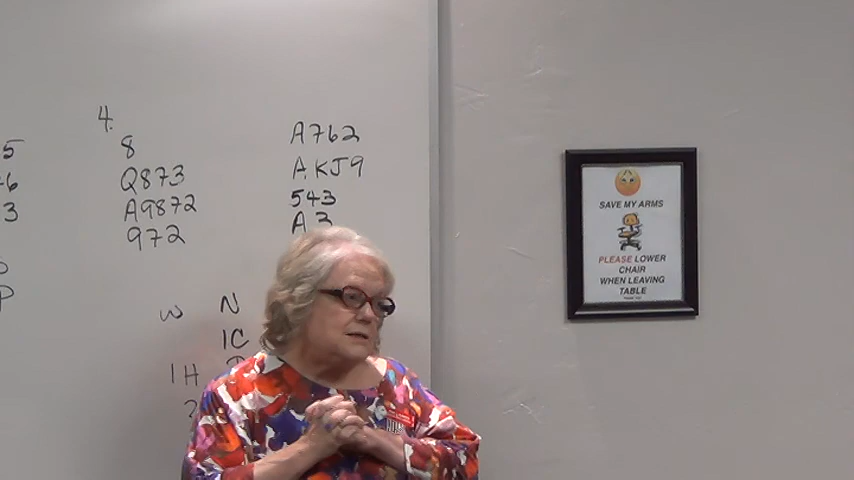 4.
8
Q873
A9872
972
A762
A.KJ9
543
A3
5
6
3
W N
1C
1H
?
SAVE MY ARMS
PLEASE LOWER
CHAIR
WHEN LEAVING
TABLE